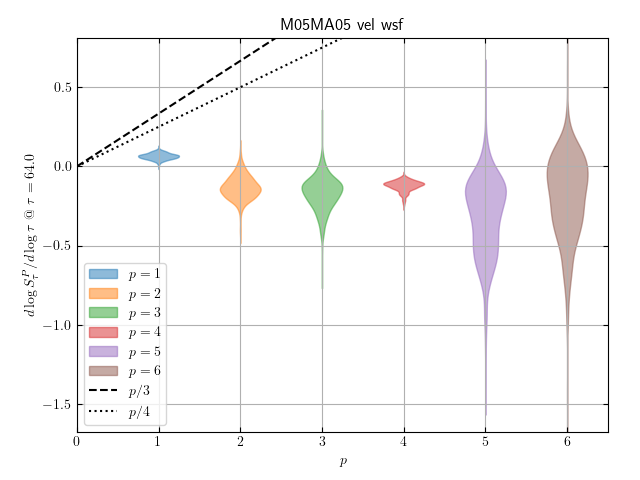 M05MA05 vel wsf
d log S_τ^P / d log τ @ τ = 64.0
0.5
0.0
−0.5
−1.0
−1.5
p = 1
p = 2
p = 3
p = 4
p = 5
p = 6
p/3
p/4
0 1 2 3 4 5 6
p